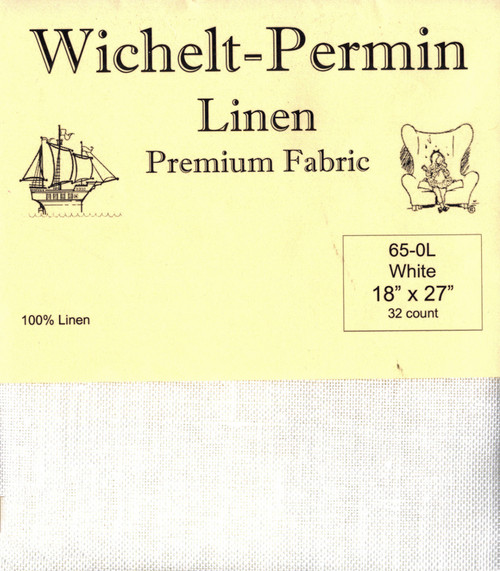 Wichelt-Permin
Linen
Premium Fabric
65-0L
White
18” x 27”
32 count
100% Linen